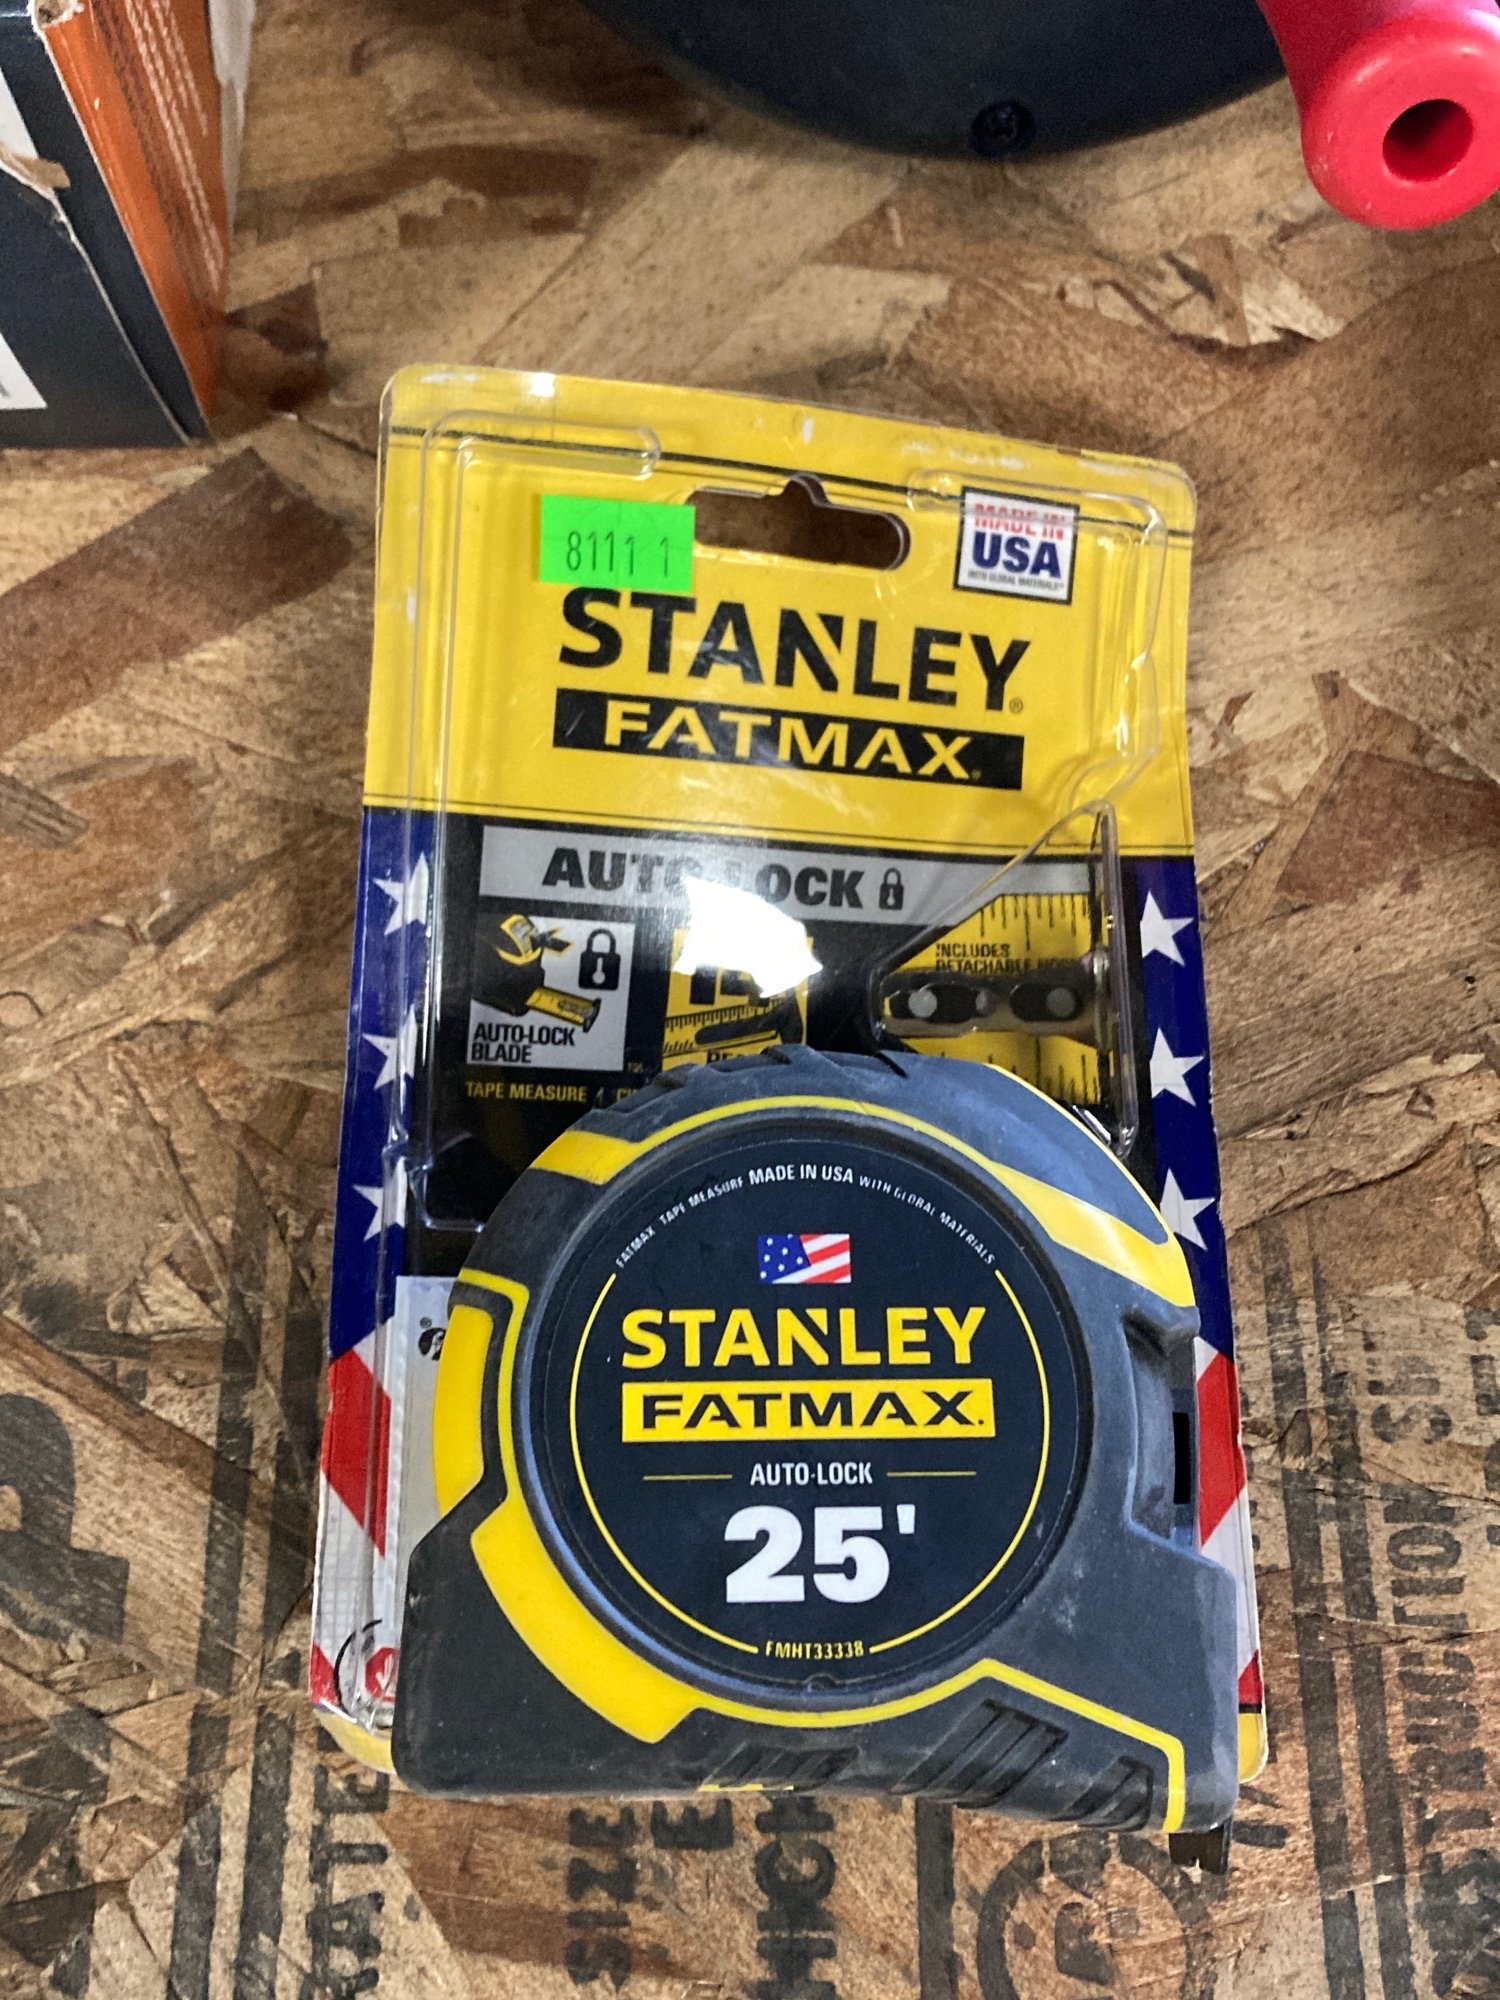 8111 1
MADE IN
USA
WITH GLOBAL MATERIALS
STANLEY®
FATMAX®
AUTO-LOCK
AUTO-LOCK
BLADE
INCLUDES
DETACHABLE
TAPE MEASURE
FATMAX TAPE MEASURE MADE IN USA WITH GLOBAL MATERIALS
STANLEY
FATMAX.
AUTO-LOCK
25'
FMHT33338
SIZE